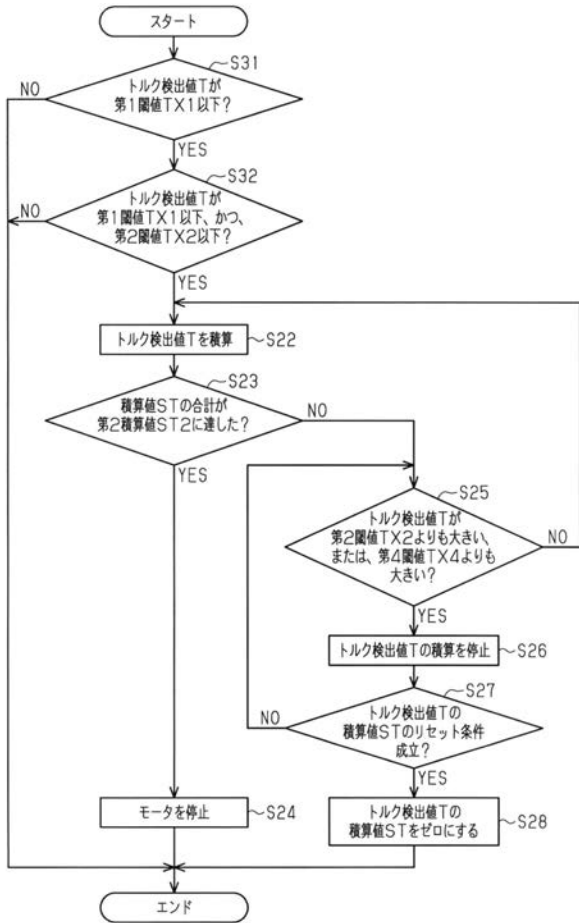 スタート
S31
トルク検出値Tが
第1閾値TX1以下?
NO
YES
S32
トルク検出値Tが
第1閾値TX1以下、かつ、
第2閾値TX2以下?
NO
YES
トルク検出値Tを積算
S22
S23
積算値STの合計が
第2積算値ST2に達した?
NO
YES
S25
トルク検出値Tが
第2閾値TX2よりも大きい、
または、第4閾値TX4よりも
大きい?
NO
YES
トルク検出値Tの積算を停止
S26
S27
トルク検出値Tの
積算値STのリセット条件
成立?
NO
YES
モータを停止
S24
トルク検出値Tの
積算値STをゼロにする
S28
エンド